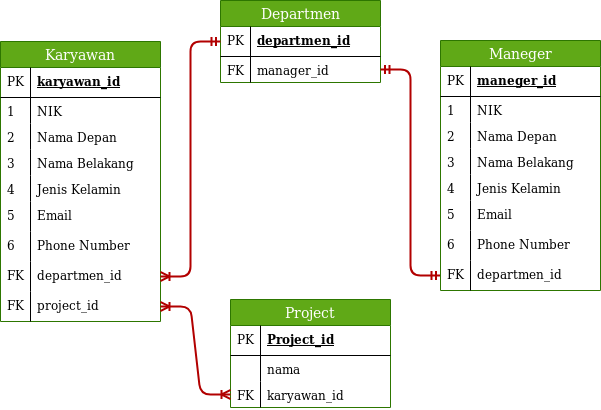 Departmen
PK departmen_id
FK manager_id
Karyawan
PK karyawan_id
1 NIK
2 Nama Depan
3 Nama Belakang
4 Jenis Kelamin
5 Email
6 Phone Number
FK departmen_id
FK project_id
Maneger
PK maneger_id
1 NIK
2 Nama Depan
3 Nama Belakang
4 Jenis Kelamin
5 Email
6 Phone Number
FK departmen_id
Project
PK Project_id
nama
FK karyawan_id